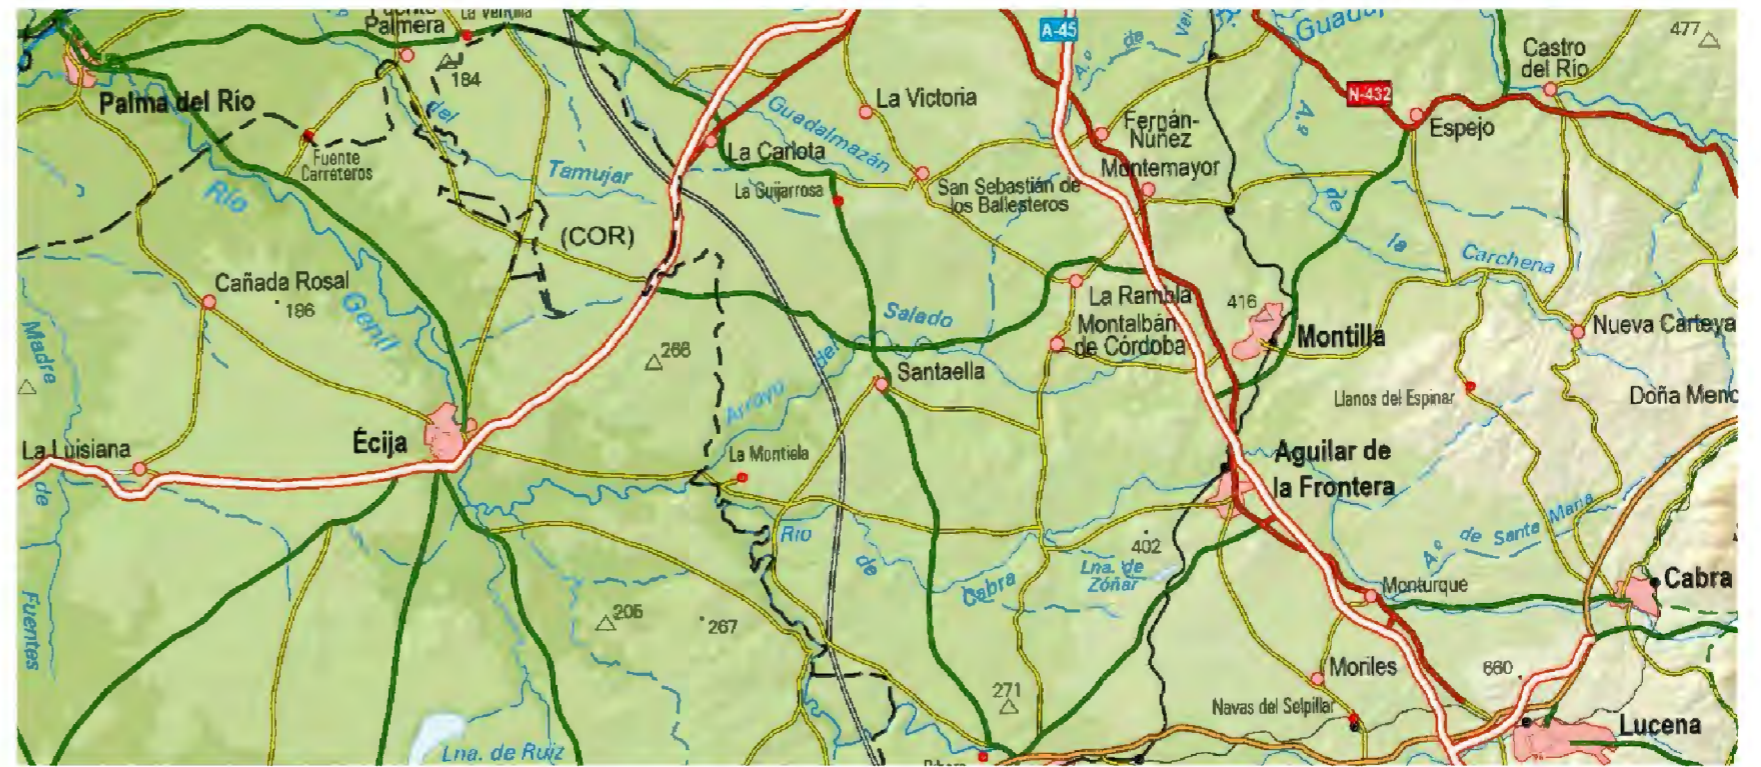 Palmera
184
Palma del Río
Fuente
Carreteros
del
Río
Genil
Tamujar
(COR)
Cañada Rosal
196
Madre
de
Fuentes
La Luisiana
Écija
266
La Carlota
La Guijarrosa
Guadalmazán
La Victoria
San Sebastián de
los Ballesteros
A-45
A.º
de
Fernán-
Núñez
Montemayor
N-432
Espejo
Castro
del Río
477
A.º
de
la
Carchena
Salado
del
Arroyo
Santaella
La Rambla
Montalbán
de Córdoba
416
Montilla
Nueva Carteya
Llanos del Espinar
Doña Menc
La Montiela
Río
de
Cabra
Aguilar de
la Frontera
402
Lna. de
Zóñar
A.º
de
Santa
María
Cabra
Monturque
205
267
271
660
Moriles
Navas del Selpillar
Lucena
Lna. de Ruiz